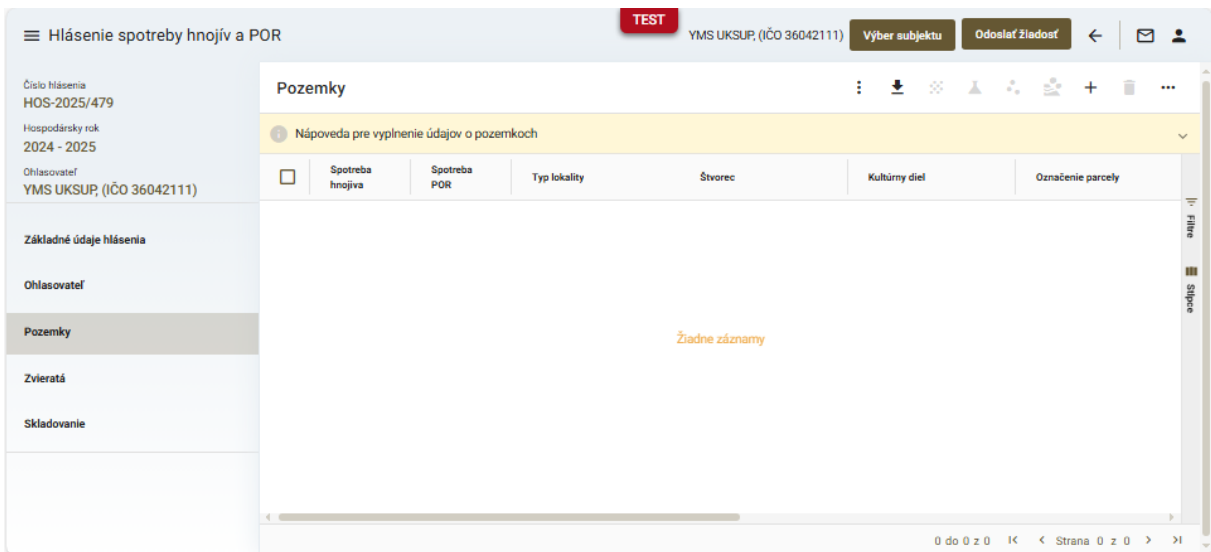 TEST
Hlásenie spotreby hnojív a POR
YMS UKSUP, (IČO 36042111)
Výber subjektu
Odoslať žiadosť
Číslo hlásenia
HOS-2025/479
Hospodársky rok
2024 - 2025
Ohlasovateľ
YMS UKSUP, (IČO 36042111)
Základné údaje hlásenia
Ohlasovateľ
Pozemky
Zvieratá
Skladovanie
Pozemky
Nápoveda pre vyplnenie údajov o pozemkoch
Spotreba hnojiva
Spotreba POR
Typ lokality
Štvorec
Kultúrny diel
Označenie parcely
Žiadne záznamy
Filtre
Stĺpce
0 do 0 z 0
Strana 0 z 0